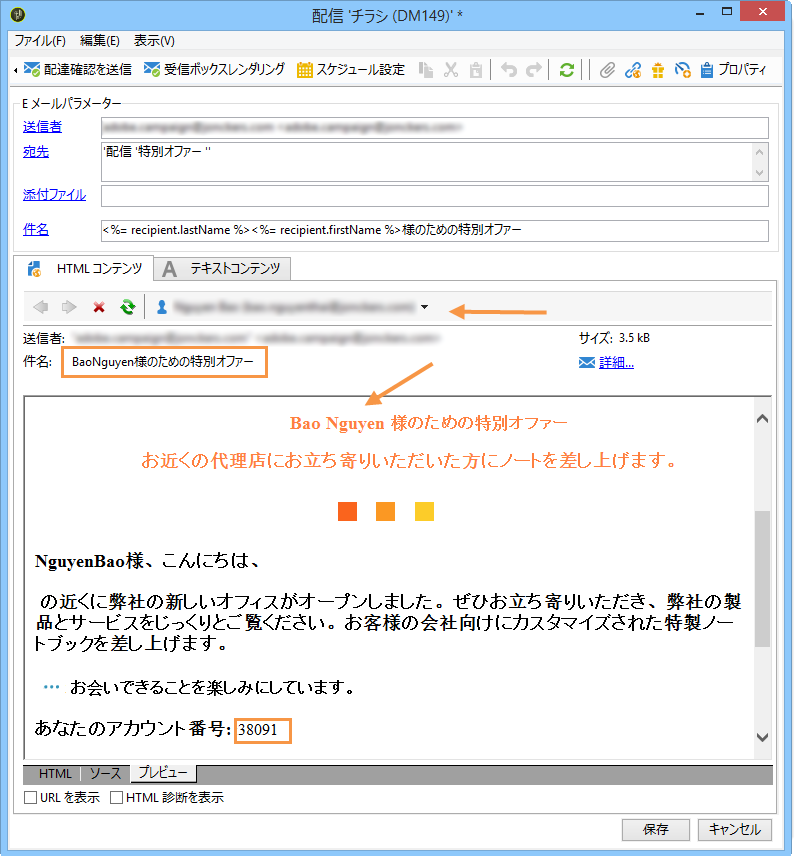 配信 'チラシ (DM149)' *
ファイル(F) 編集(E) 表示(V)
配達確認を送信 受信ボックスレンダリング スケジュール設定 プロパティ
E メールパラメーター
送信者
宛先 '配信 '特別オファー ''
添付ファイル
件名 <%= recipient.lastName %><%= recipient.firstName %>様のための特別オファー
HTML コンテンツ A テキストコンテンツ
送信者: サイズ: 3.5 kB
件名: BaoNguyen様のための特別オファー 詳細...
Bao Nguyen 様のための特別オファー
お近くの代理店にお立ち寄りいただいた方にノートを差し上げます。
NguyenBao様、こんにちは、
の近くに弊社の新しいオフィスがオープンしました。ぜひお立ち寄りいただき、弊社の製
品とサービスをじっくりとご覧ください。お客様の会社向けにカスタマイズされた特製ノー
トブックを差し上げます。
... お会いできることを楽しみにしています。
あなたのアカウント番号: 38091
HTML ソース プレビュー
URL を表示 HTML 診断を表示
保存 キャンセル